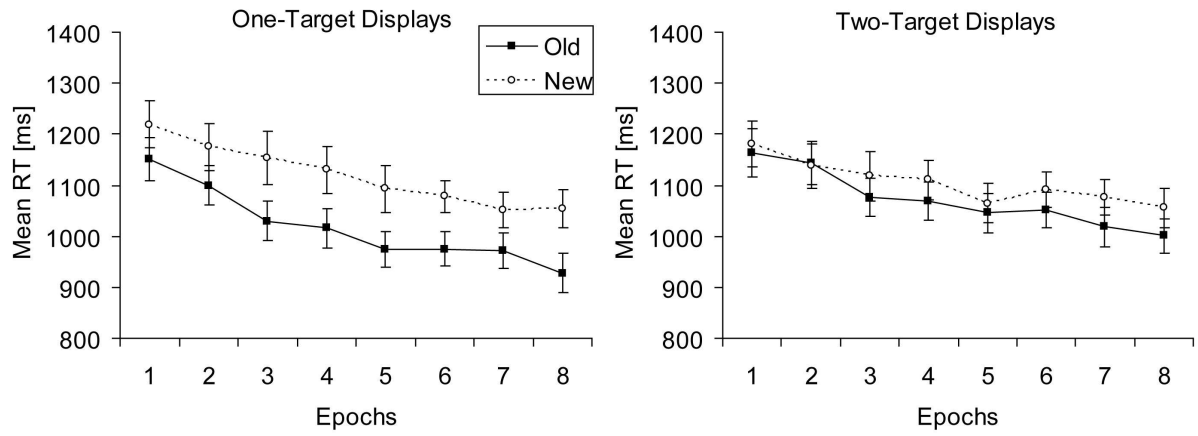 One-Target Displays
Two-Target Displays
Old
New
Mean RT [ms]
1400
1300
1200
1100
1000
900
800
1 2 3 4 5 6 7 8
Epochs
Mean RT [ms]
1400
1300
1200
1100
1000
900
800
1 2 3 4 5 6 7 8
Epochs